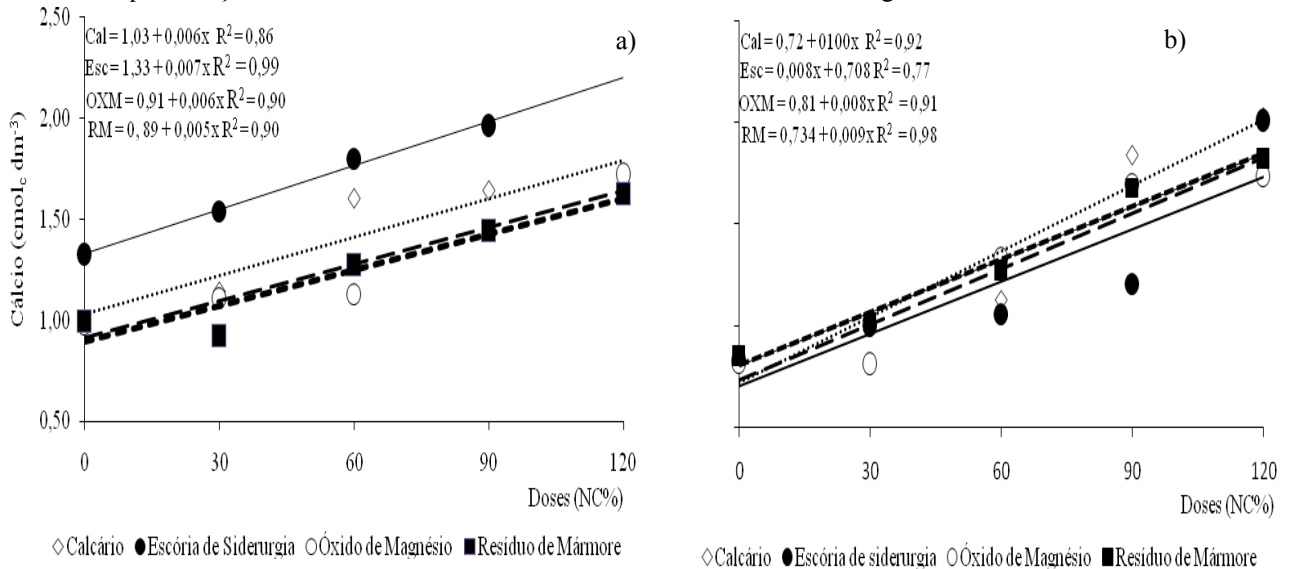 2,50
2,00
1,50
1,00
0,50
Cálcio (cmolc dm-3)
Cal=1,03+0,006x R2=0,86
Esc=1,33+0,007x R2 =0,99
OXM=0,91+0,006x R2=0,90
RM=0, 89+0,005x R2=0,90
a)
0 30 60 90 120
Doses (NC%)
◇Calcário ●Escória de Siderurgia ○Óxido de Magnésio ■Resíduo de Mármore
Cal=0,72 +0100x R2=0,92
Esc=0,008x+0,708 R2=0,77
OXM=0,81+0,008x R2 =0,91
RM=0,734+0,009x R2 =0,98
b)
0 30 60 90 120
Doses (NC%)
◇Calcário ●Escória de siderurgia ○Óxido de Magnésio ■Resíduo de Mármore